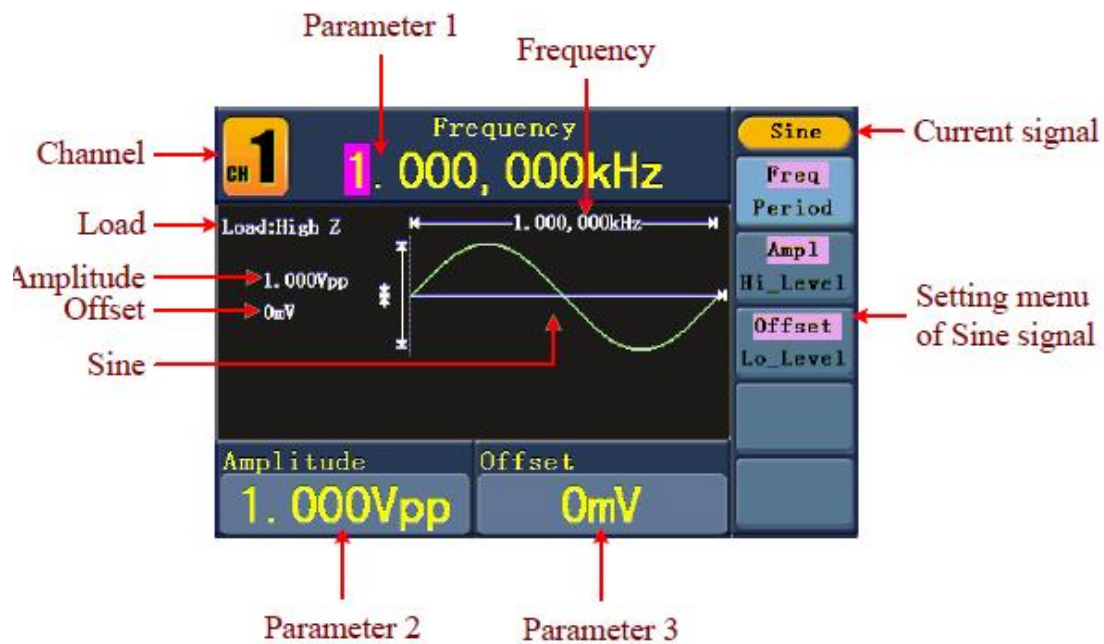 Parameter 1
Frequency
Channel
CH 1
Frequency
1.000,000kHz
Sine
Current signal
Freq
Period
Load
Load:High Z
1.000,000kHz
Amplitude
1.000Vpp
Ampl
Hi_Level
Offset
0mV
Offset
Lo_Level
Setting menu
of Sine signal
Sine
Amplitude
1.000Vpp
Offset
0mV
Parameter 2
Parameter 3